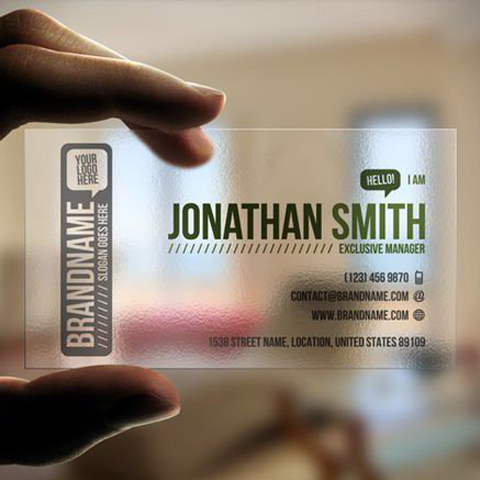 YOUR
LOGO
HERE
BRANDNAME
SLOGAN GOES HERE
HELLO! I AM
JONATHAN SMITH
EXCLUSIVE MANAGER
(123) 456 9870
CONTACT@BRANDNAME.COM
WWW.BRANDNAME.COM
1538 STREET NAME, LOCATION, UNITED STATES 89109